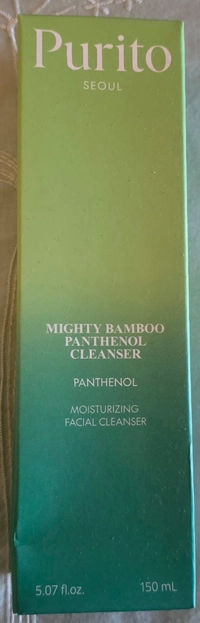 Purito
SEOUL
MIGHTY BAMBOO
PANTHENOL
CLEANSER
PANTHENOL
MOISTURIZING
FACIAL CLEANSER
5.07 fl.oz. 150 mL